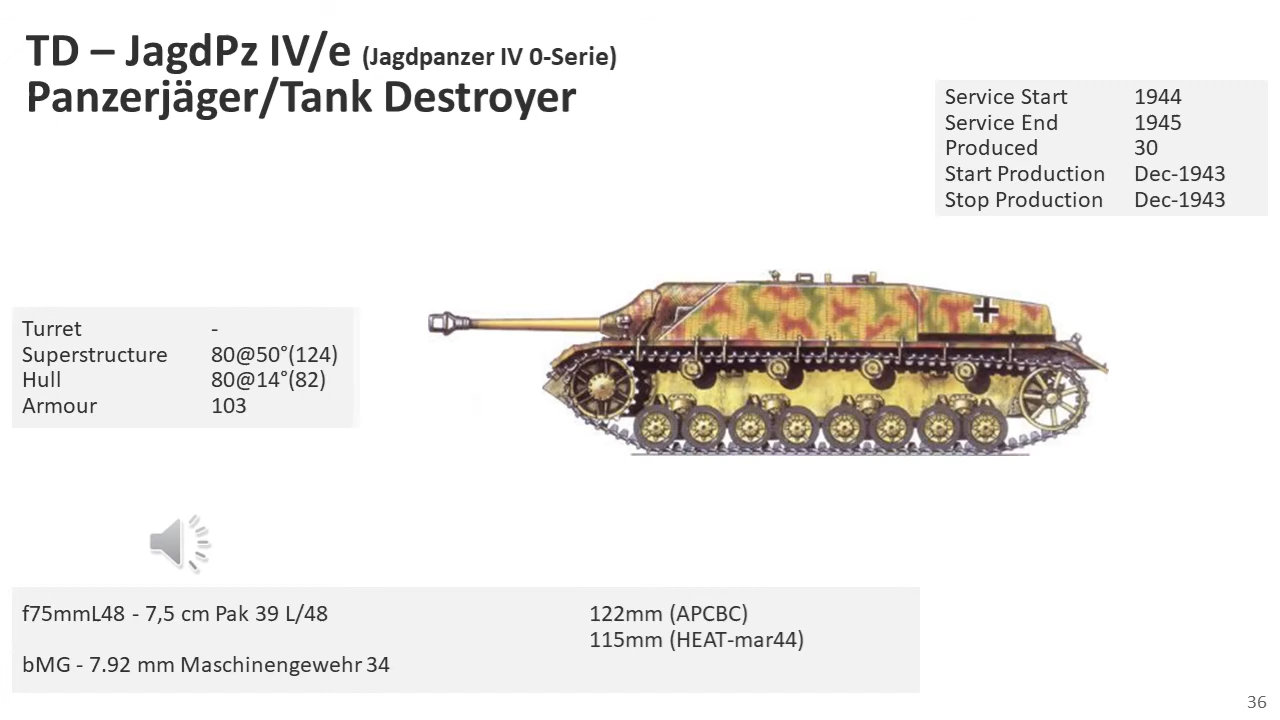 TD – JagdPz IV/e (Jagdpanzer IV 0-Serie)
Panzerjäger/Tank Destroyer
Service Start 1944
Service End 1945
Produced 30
Start Production Dec-1943
Stop Production Dec-1943
Turret -
Superstructure 80@50°(124)
Hull 80@14°(82)
Armour 103
f75mmL48 - 7,5 cm Pak 39 L/48 122mm (APCBC)
115mm (HEAT-mar44)
bMG - 7.92 mm Maschinengewehr 34
36